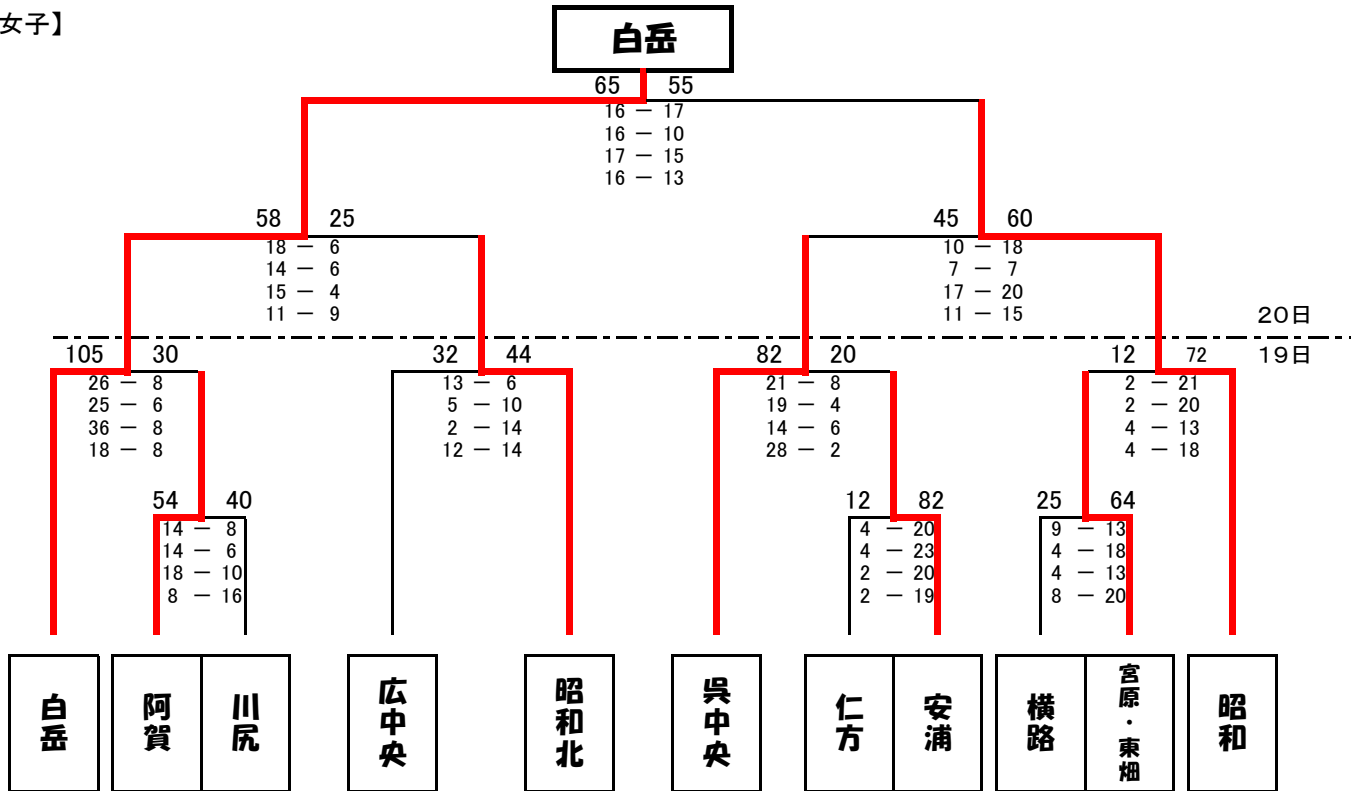 女子】
白岳
65 55
16 － 17
16 － 10
17 － 15
16 － 13
58 25
18 － 6
14 － 6
15 － 4
11 － 9
45 60
10 － 18
7 － 7
17 － 20
11 － 15
20日
19日
105 30
26 － 8
25 － 6
36 － 8
18 － 8
32 44
13 － 6
5 － 10
2 － 14
12 － 14
82 20
21 － 8
19 － 4
14 － 6
28 － 2
12 72
2 － 21
2 － 20
4 － 13
4 － 18
54 40
14 － 8
14 － 6
18 － 10
8 － 16
12 82
4 － 20
4 － 23
2 － 20
2 － 19
25 64
9 － 13
4 － 18
4 － 13
8 － 20
白岳
阿賀
川尻
広中央
昭和北
呉中央
仁方
安浦
横路
宮原・東畑
昭和